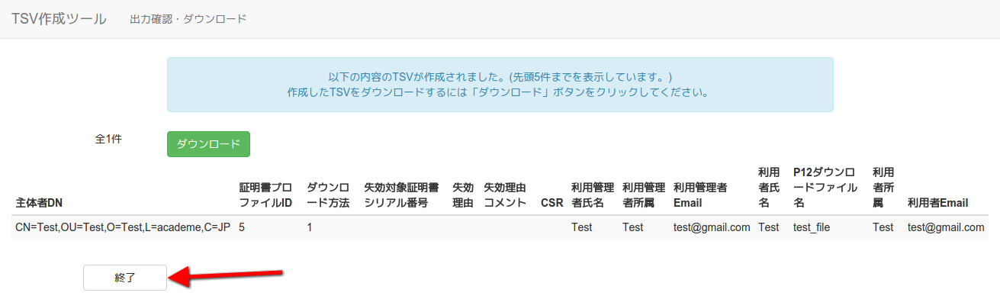 TSV作成ツール 出力確認・ダウンロード
以下の内容のTSVが作成されました。(先頭5件までを表示しています。)
作成したTSVをダウンロードするには「ダウンロード」ボタンをクリックしてください。
全1件 ダウンロード
主体者DN 証明書プロファイルID ダウンロード方法 失効対象証明書シリアル番号 失効理由 失効理由コメント CSR 利用管理者氏名 利用管理者所属 利用管理者Email 利用者氏名 P12ダウンロードファイル名 利用者所属 利用者Email
CN=Test,OU=Test,O=Test,L=academe,C=JP 5 1 Test Test test@gmail.com Test test_file Test test@gmail.com
終了